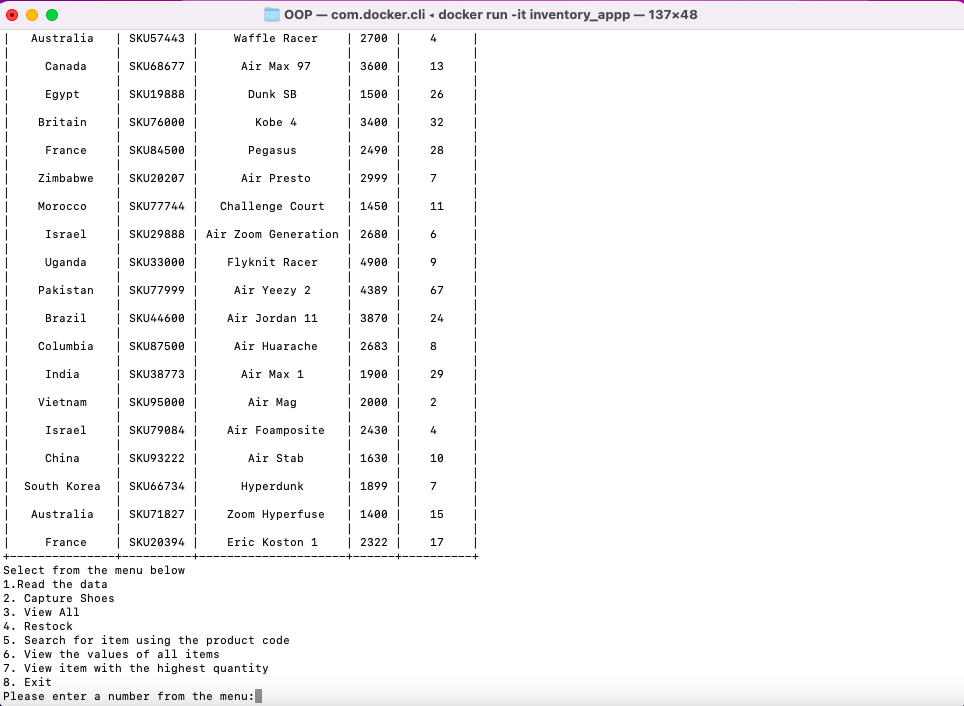 OOP — com.docker.cli ◂ docker run -it inventory_appp — 137×48
| Australia | SKU57443 | Waffle Racer | 2700 | 4 |
| Canada | SKU68677 | Air Max 97 | 3600 | 13 |
| Egypt | SKU19888 | Dunk SB | 1500 | 26 |
| Britain | SKU76000 | Kobe 4 | 3400 | 32 |
| France | SKU84500 | Pegasus | 2490 | 28 |
| Zimbabwe | SKU20207 | Air Presto | 2999 | 7 |
| Morocco | SKU77744 | Challenge Court | 1450 | 11 |
| Israel | SKU29888 | Air Zoom Generation | 2680 | 6 |
| Uganda | SKU33000 | Flyknit Racer | 4900 | 9 |
| Pakistan | SKU77999 | Air Yeezy 2 | 4389 | 67 |
| Brazil | SKU44600 | Air Jordan 11 | 3870 | 24 |
| Columbia | SKU87500 | Air Huarache | 2683 | 8 |
| India | SKU38773 | Air Max 1 | 1900 | 29 |
| Vietnam | SKU95000 | Air Mag | 2000 | 2 |
| Israel | SKU79084 | Air Foamposite | 2430 | 4 |
| China | SKU93222 | Air Stab | 1630 | 10 |
| South Korea | SKU66734 | Hyperdunk | 1899 | 7 |
| Australia | SKU71827 | Zoom Hyperfuse | 1400 | 15 |
| France | SKU20394 | Eric Koston 1 | 2322 | 17 |
Select from the menu below
1.Read the data
2. Capture Shoes
3. View All
4. Restock
5. Search for item using the product code
6. View the values of all items
7. View item with the highest quantity
8. Exit
Please enter a number from the menu: